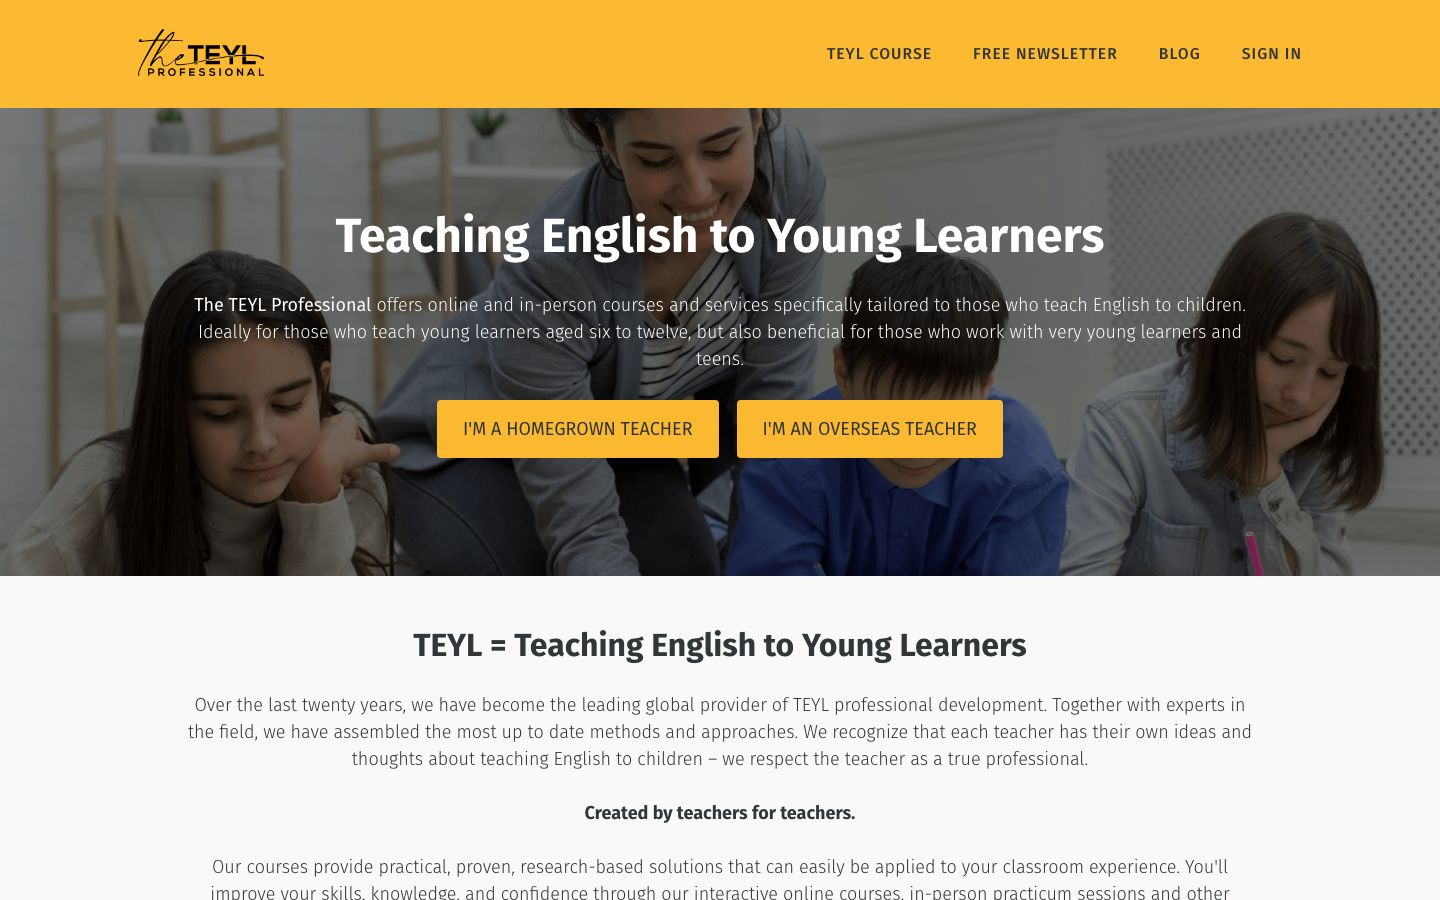 The TEYL
PROFESSIONAL
TEYL COURSE
FREE NEWSLETTER
BLOG
SIGN IN
Teaching English to Young Learners
The TEYL Professional offers online and in-person courses and services specifically tailored to those who teach English to children.
Ideally for those who teach young learners aged six to twelve, but also beneficial for those who work with very young learners and
teens.
I'M A HOMEGROWN TEACHER
I'M AN OVERSEAS TEACHER
TEYL = Teaching English to Young Learners
Over the last twenty years, we have become the leading global provider of TEYL professional development. Together with experts in
the field, we have assembled the most up to date methods and approaches. We recognize that each teacher has their own ideas and
thoughts about teaching English to children – we respect the teacher as a true professional.
Created by teachers for teachers.
Our courses provide practical, proven, research-based solutions that can easily be applied to your classroom experience. You'll
improve your skills, knowledge, and confidence through our interactive online courses, in-person practicum sessions and other